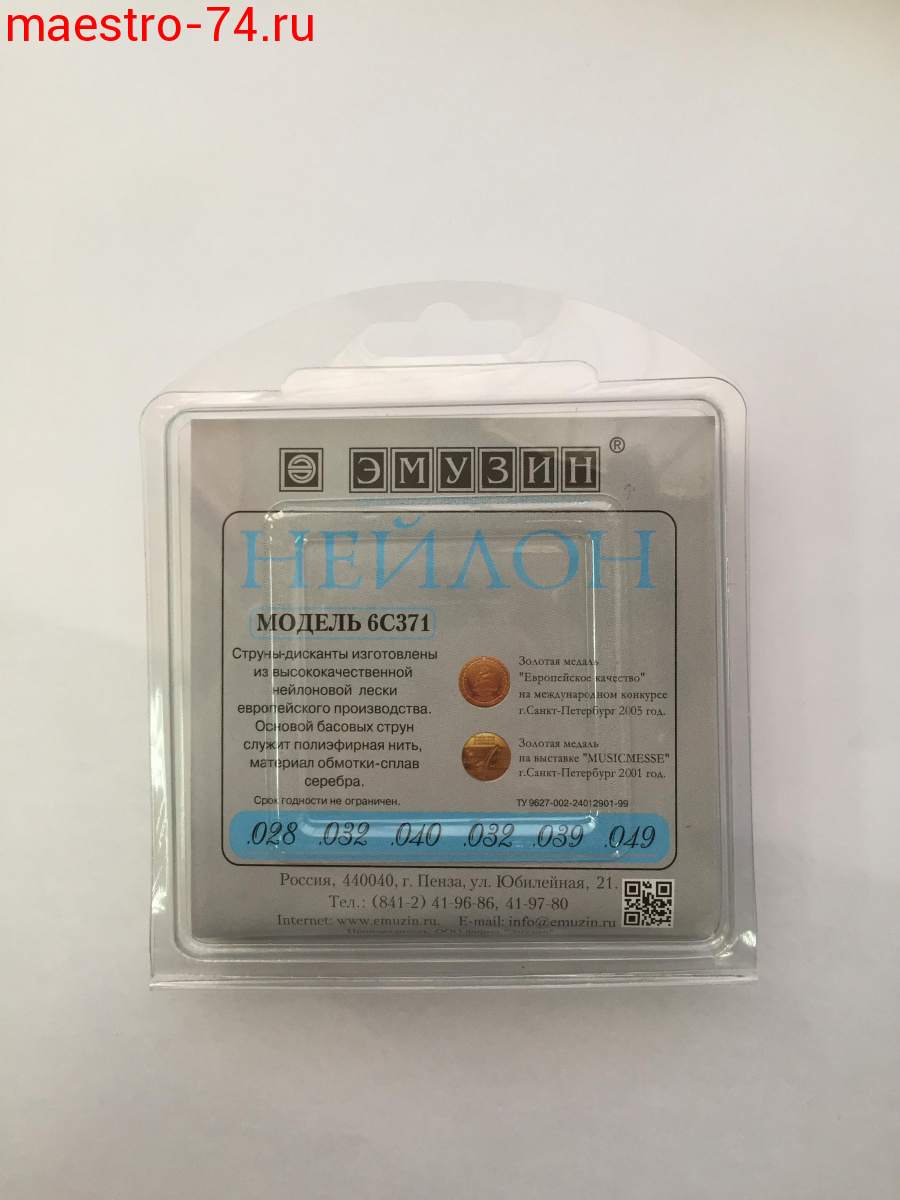 maestro-74.ru
ЭМУЗИН®
НЕЙЛОН
МОДЕЛЬ 6С371
Струны-дисканты изготовлены
из высококачественной
нейлоновой лески
европейского производства.
Основой басовых струн
служит полиэфирная нить,
материал обмотки-сплав
серебра.
Срок годности не ограничен.
Золотая медаль
"Европейское качество"
на международном конкурсе
г.Санкт-Петербург 2005 год.
Золотая медаль
на выставке "MUSICMESSE"
г.Санкт-Петербург 2001 год.
ТУ 9627-002-24012901-99
.028 .032 .040 .032 .039 .049
Россия, 440040, г. Пенза, ул. Юбилейная, 21.
Тел.: (841-2) 41-96-86, 41-97-80
Internet: www.emuzin.ru. E-mail: info@emuzin.ru